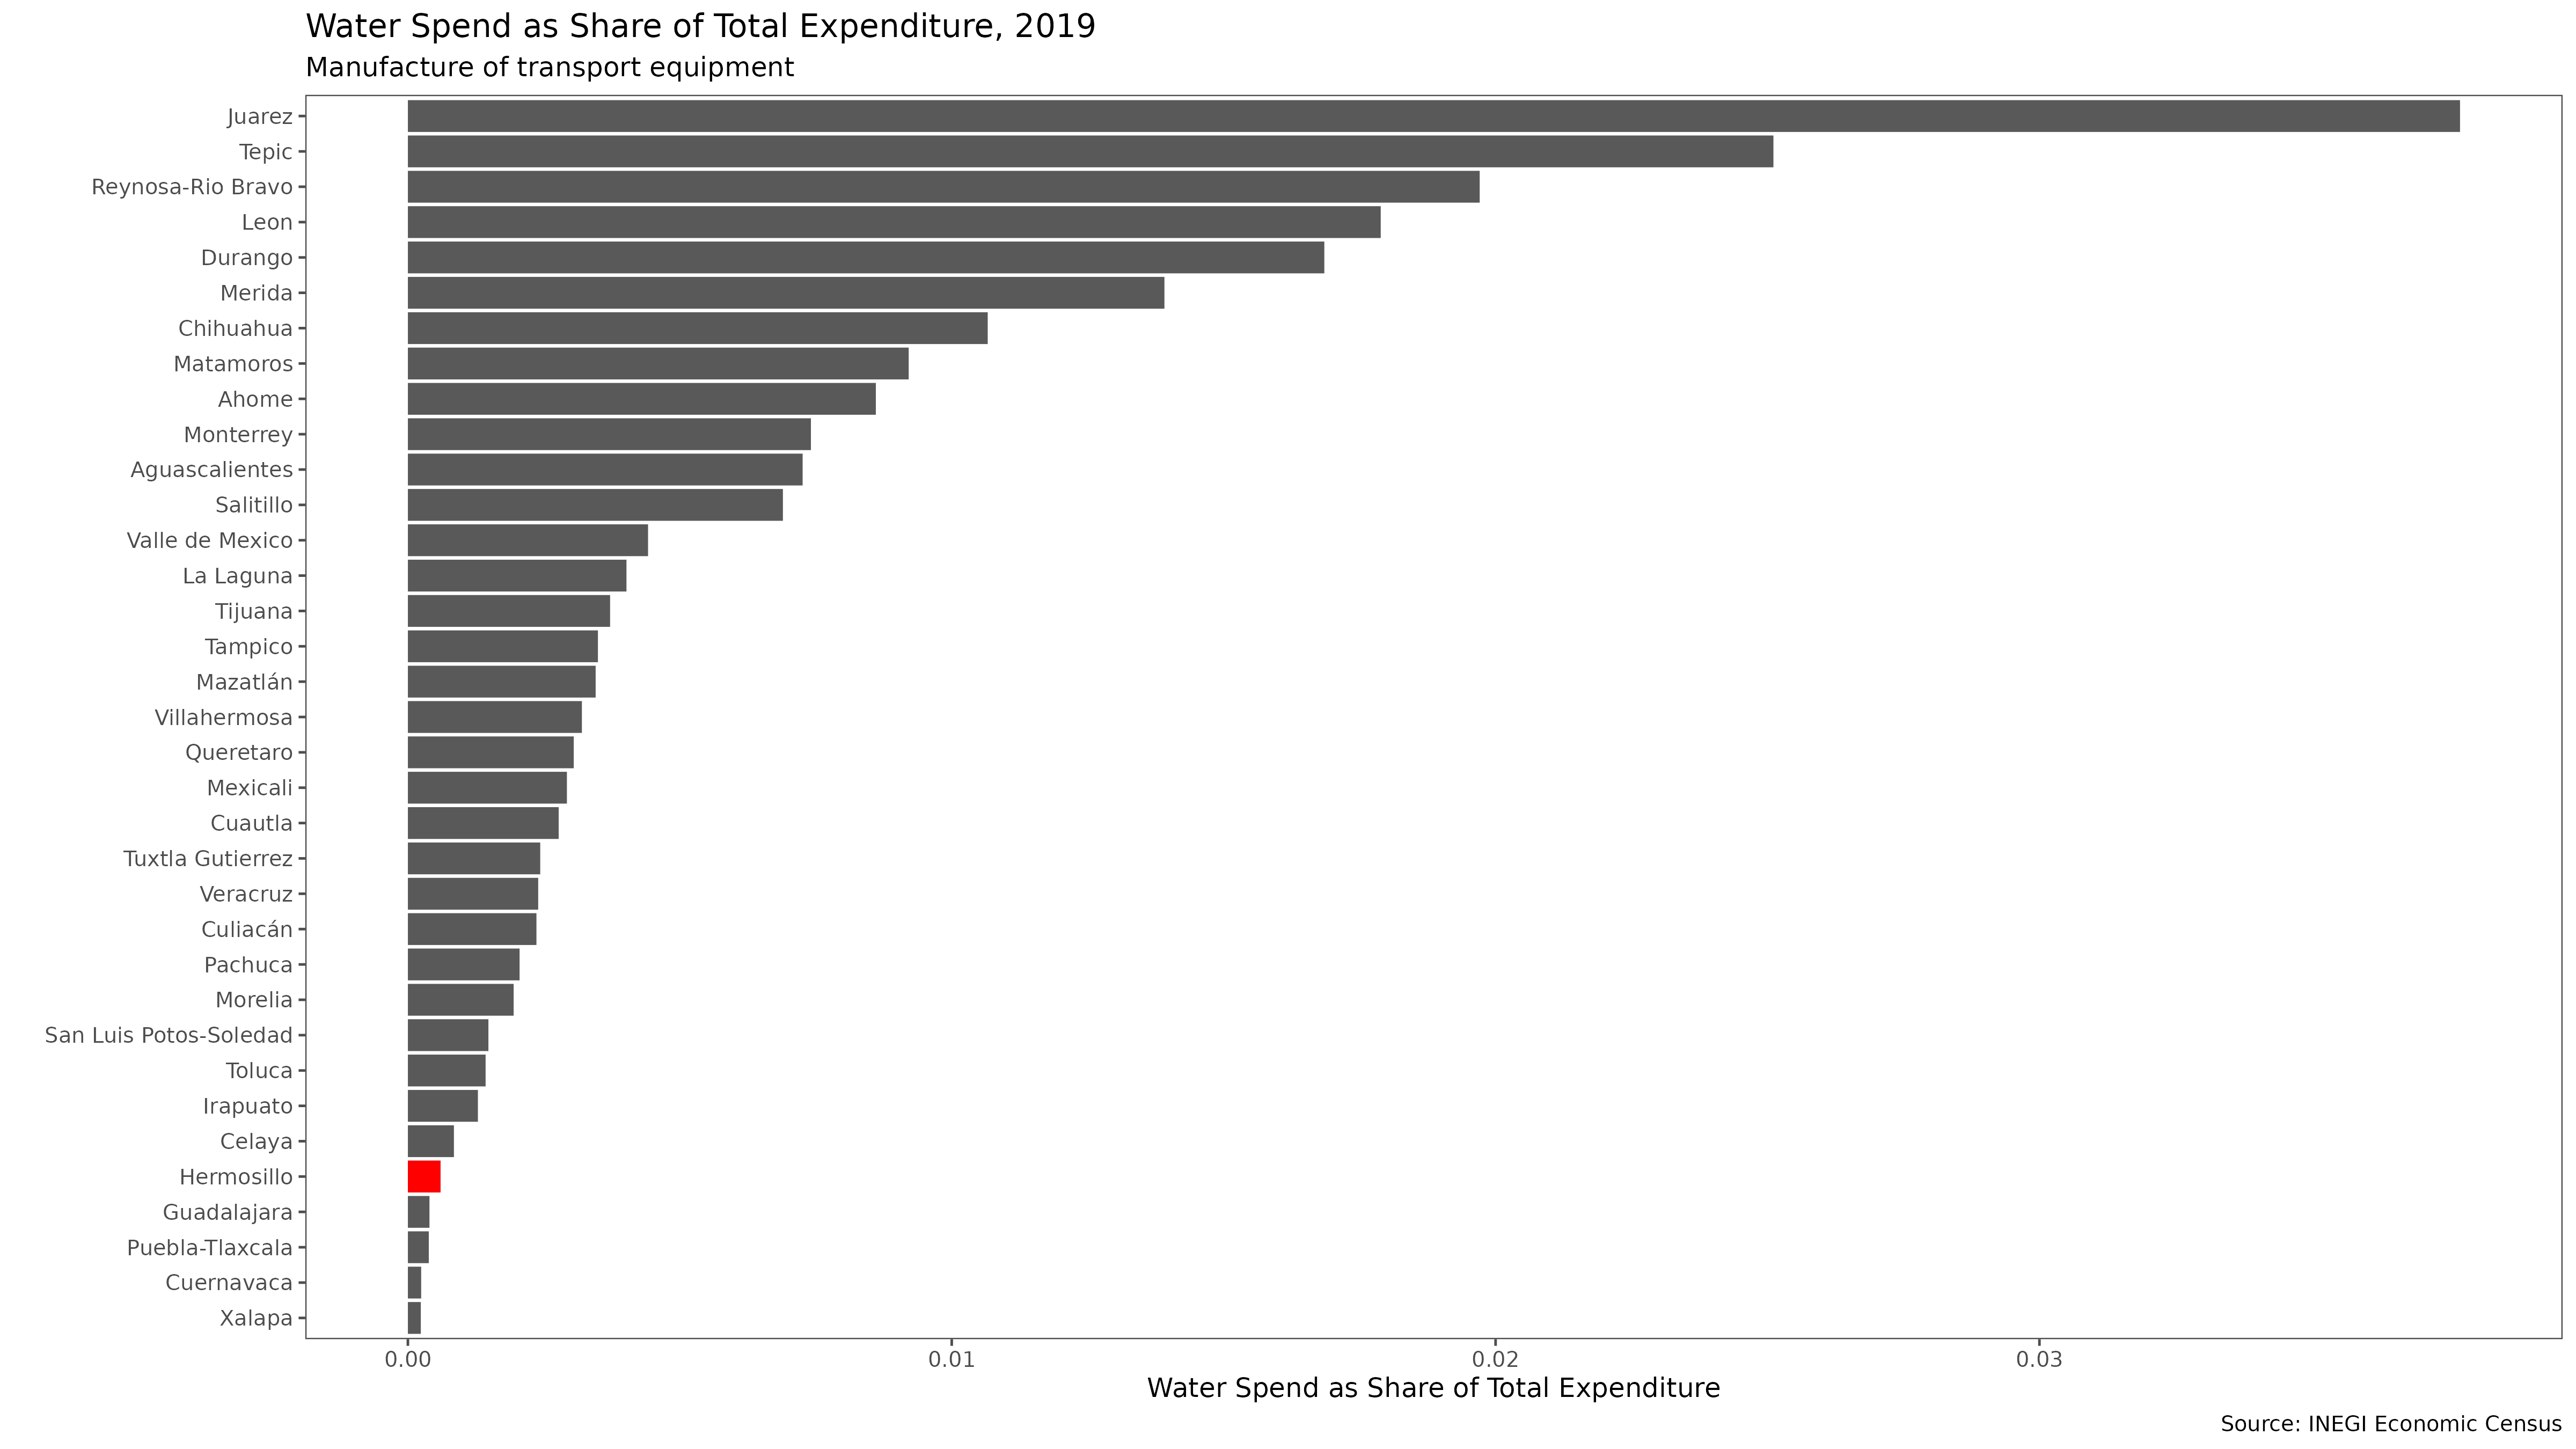 Water Spend as Share of Total Expenditure, 2019
Manufacture of transport equipment
Juarez
Tepic
Reynosa-Rio Bravo
Leon
Durango
Merida
Chihuahua
Matamoros
Ahome
Monterrey
Aguascalientes
Salitillo
Valle de Mexico
La Laguna
Tijuana
Tampico
Mazatlán
Villahermosa
Queretaro
Mexicali
Cuautla
Tuxtla Gutierrez
Veracruz
Culiacán
Pachuca
Morelia
San Luis Potos-Soledad
Toluca
Irapuato
Celaya
Hermosillo
Guadalajara
Puebla-Tlaxcala
Cuernavaca
Xalapa
0.00 0.01 0.02 0.03
Water Spend as Share of Total Expenditure
Source: INEGI Economic Census